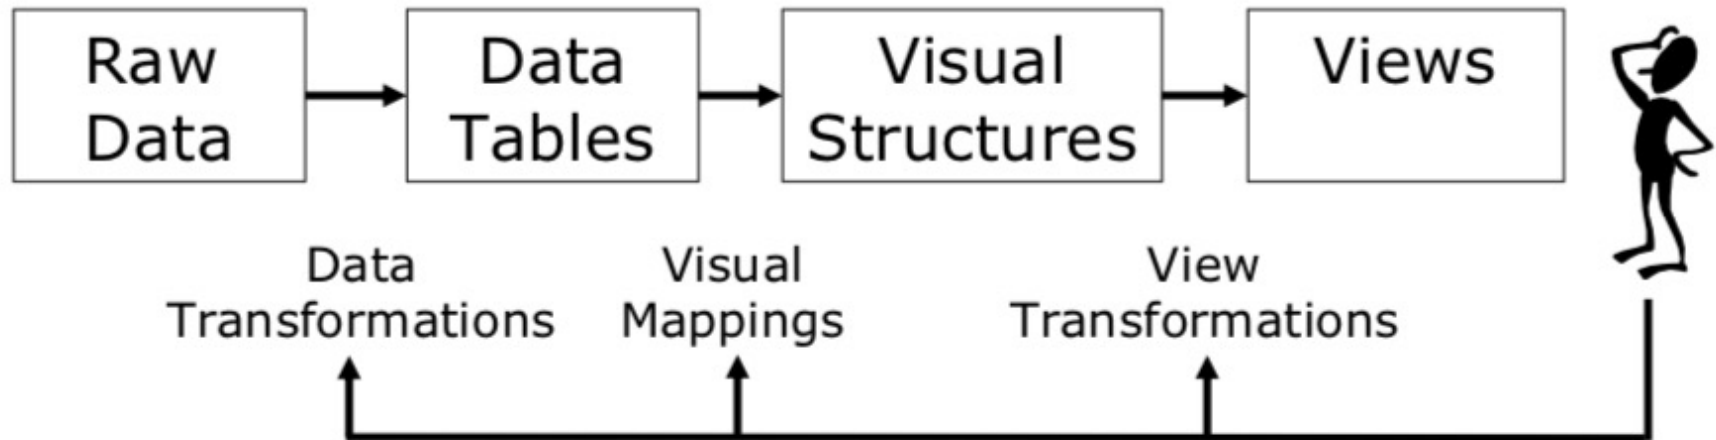 Raw
Data
Data
Tables
Visual
Structures
Views
Data
Transformations
Visual
Mappings
View
Transformations